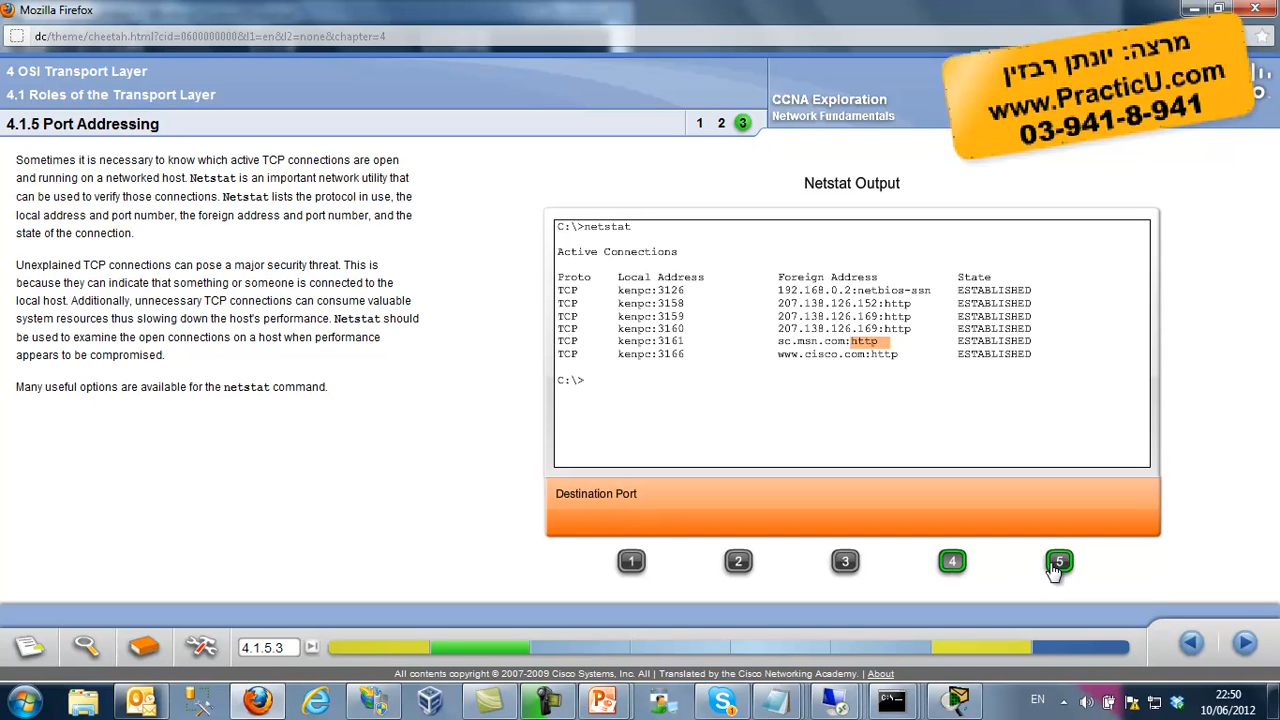 Mozilla Firefox
dc/theme/cheetah.html?cid=0600000000&l1=en&l2=none&chapter=4
4 OSI Transport Layer
4.1 Roles of the Transport Layer
4.1.5 Port Addressing
1 2 3
CCNA Exploration
Network Fundamentals
מרצה: יונתן רבזין
www.PracticU.com
03-941-8-941
Sometimes it is necessary to know which active TCP connections are open
and running on a networked host. Netstat is an important network utility that
can be used to verify those connections. Netstat lists the protocol in use, the
local address and port number, the foreign address and port number, and the
state of the connection.
Unexplained TCP connections can pose a major security threat. This is
because they can indicate that something or someone is connected to the
local host. Additionally, unnecessary TCP connections can consume valuable
system resources thus slowing down the host's performance. Netstat should
be used to examine the open connections on a host when performance
appears to be compromised.
Many useful options are available for the netstat command.
Netstat Output
C:\>netstat
Active Connections
Proto Local Address Foreign Address State
TCP kenpc:3126 192.168.0.2:netbios-ssn ESTABLISHED
TCP kenpc:3158 207.138.126.152:http ESTABLISHED
TCP kenpc:3159 207.138.126.169:http ESTABLISHED
TCP kenpc:3160 207.138.126.169:http ESTABLISHED
TCP kenpc:3161 sc.msn.com:http ESTABLISHED
TCP kenpc:3166 www.cisco.com:http ESTABLISHED
C:\>
Destination Port
1 2 3 4 5
4.1.5.3
All contents copyright © 2007-2009 Cisco Systems, Inc. All | Translated by the Cisco Networking Academy. | About
EN
22:50
10/06/2012